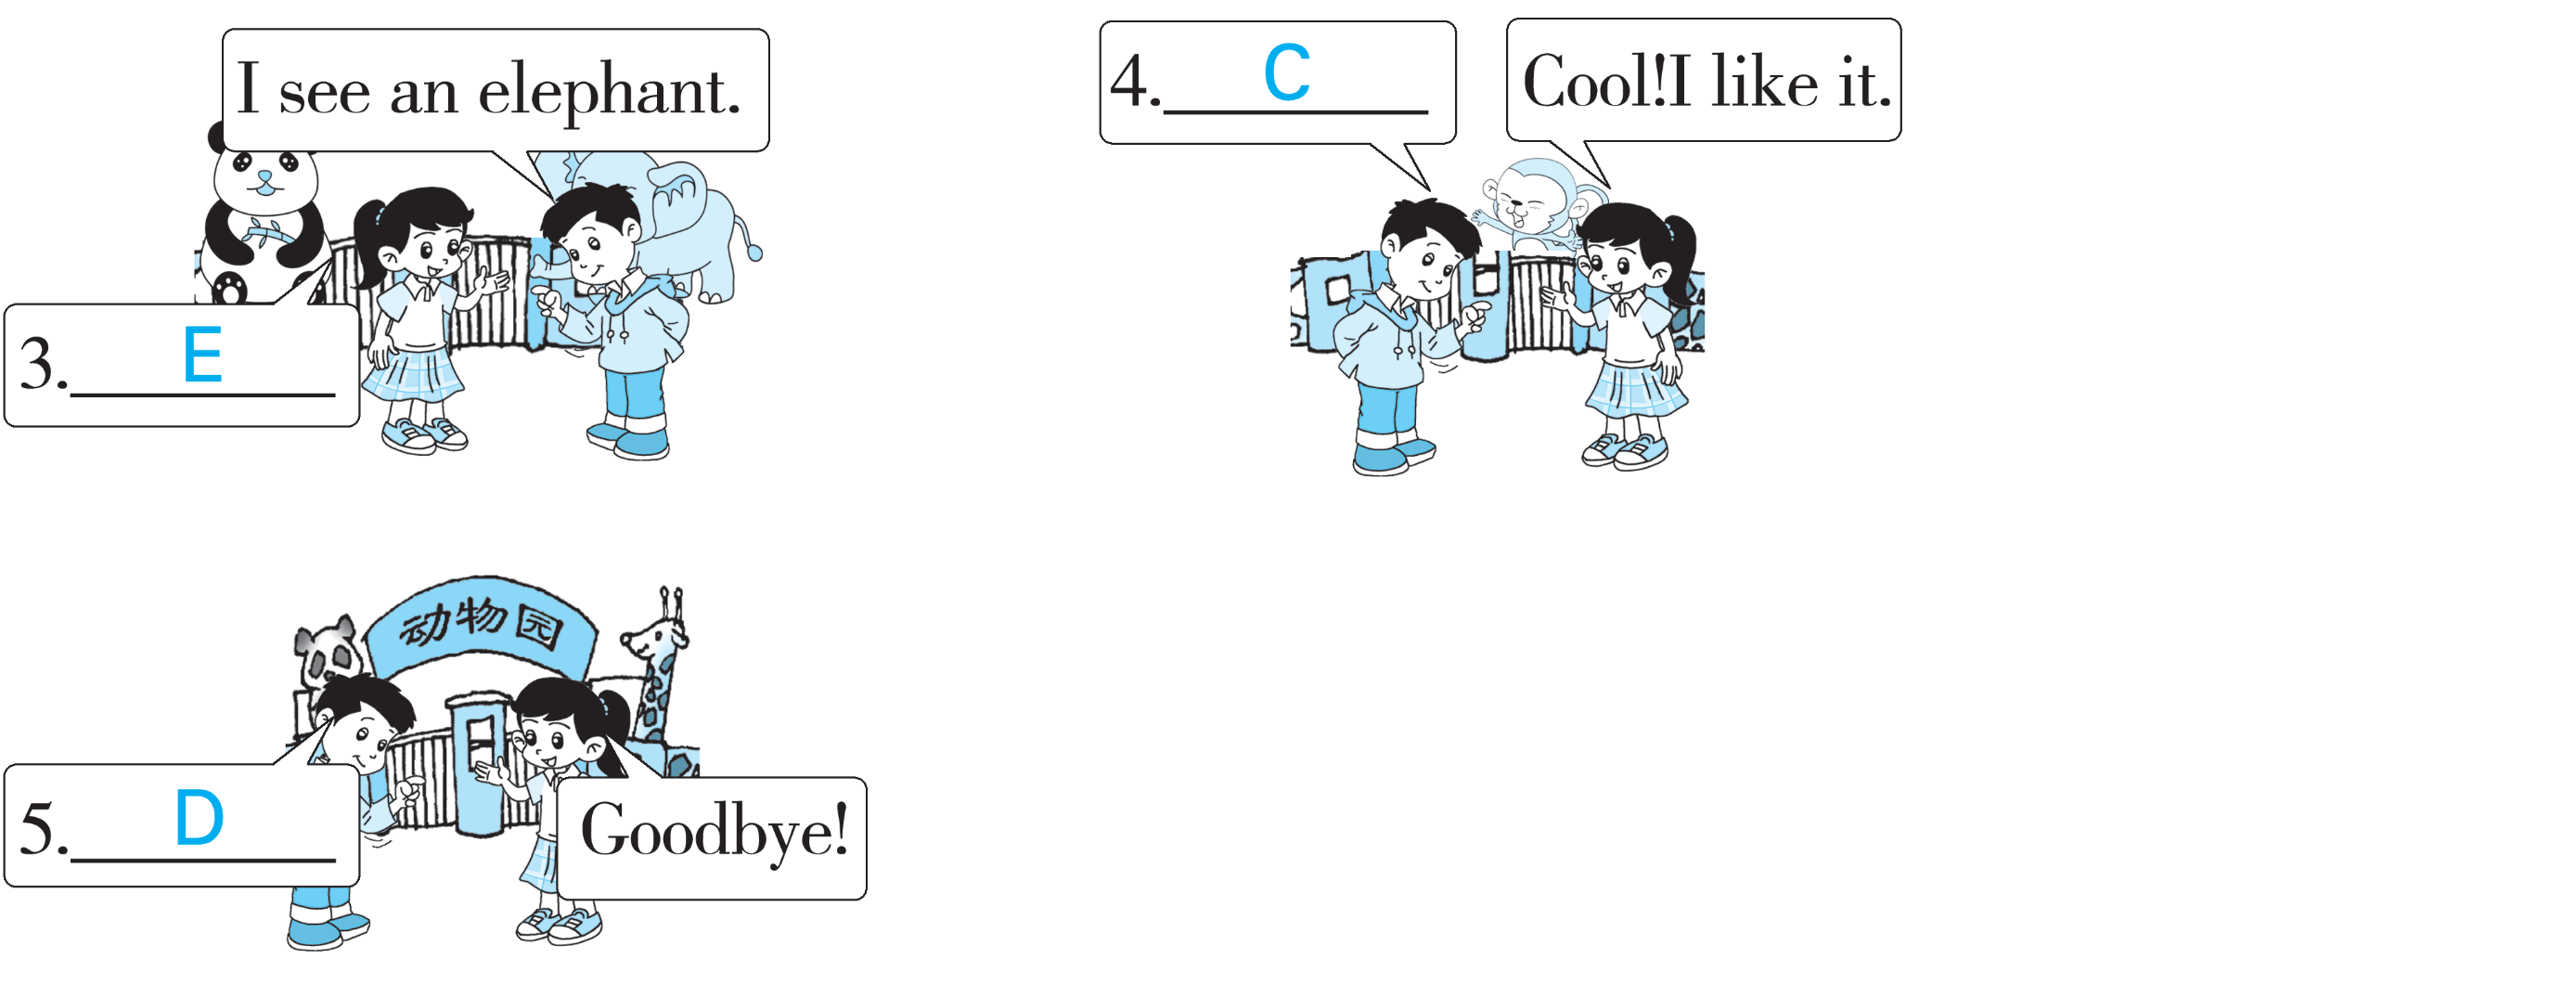 I see an elephant.
4. C
Cool!I like it.
3. E
动物园
5. D
Goodbye!